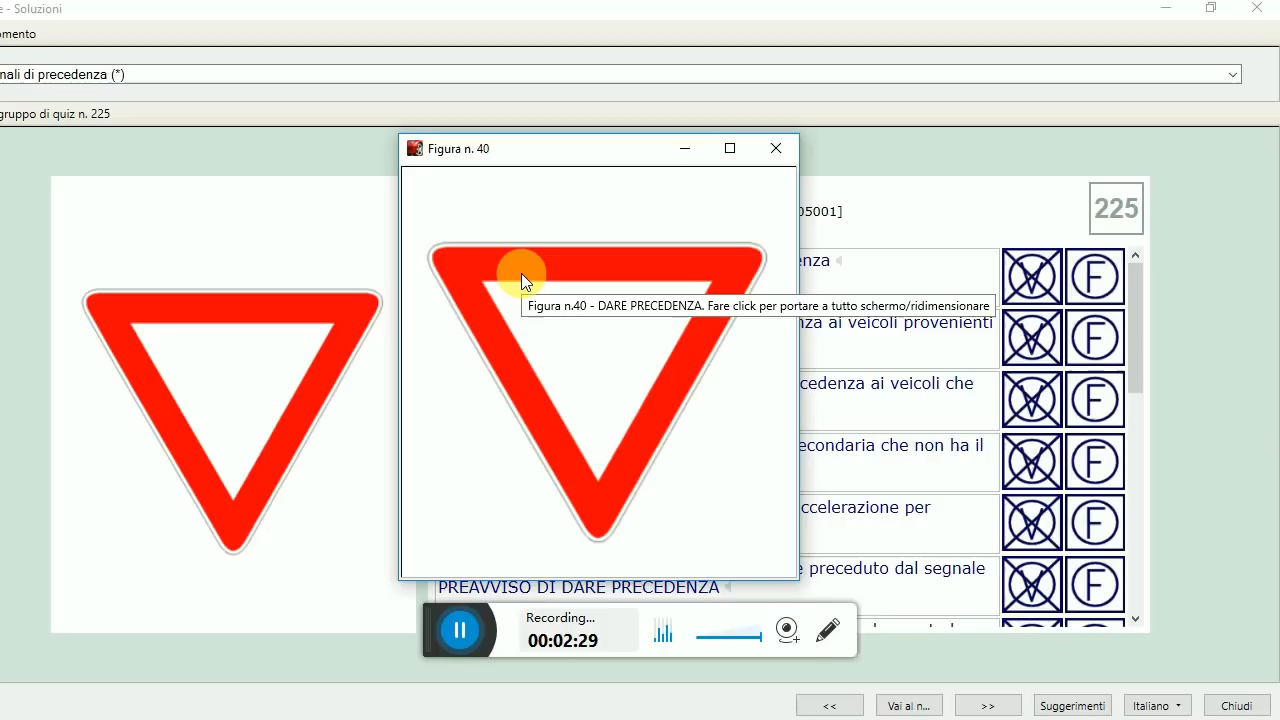 e - Soluzioni
omento
nali di precedenza (*)
gruppo di quiz n. 225
Figura n. 40
05001]
225
enza
Figura n.40 - DARE PRECEDENZA. Fare click per portare a tutto schermo/ridimensionare
nza ai veicoli provenienti
cedenza ai veicoli che
econdaria che non ha il
ccelerazione per
e preceduto dal segnale
PREAVVISO DI DARE PRECEDENZA
V F
V F
V F
V F
V F
V F
Recording...
00:02:29
<<
Vai al n...
>>
Suggerimenti
Italiano
Chiudi